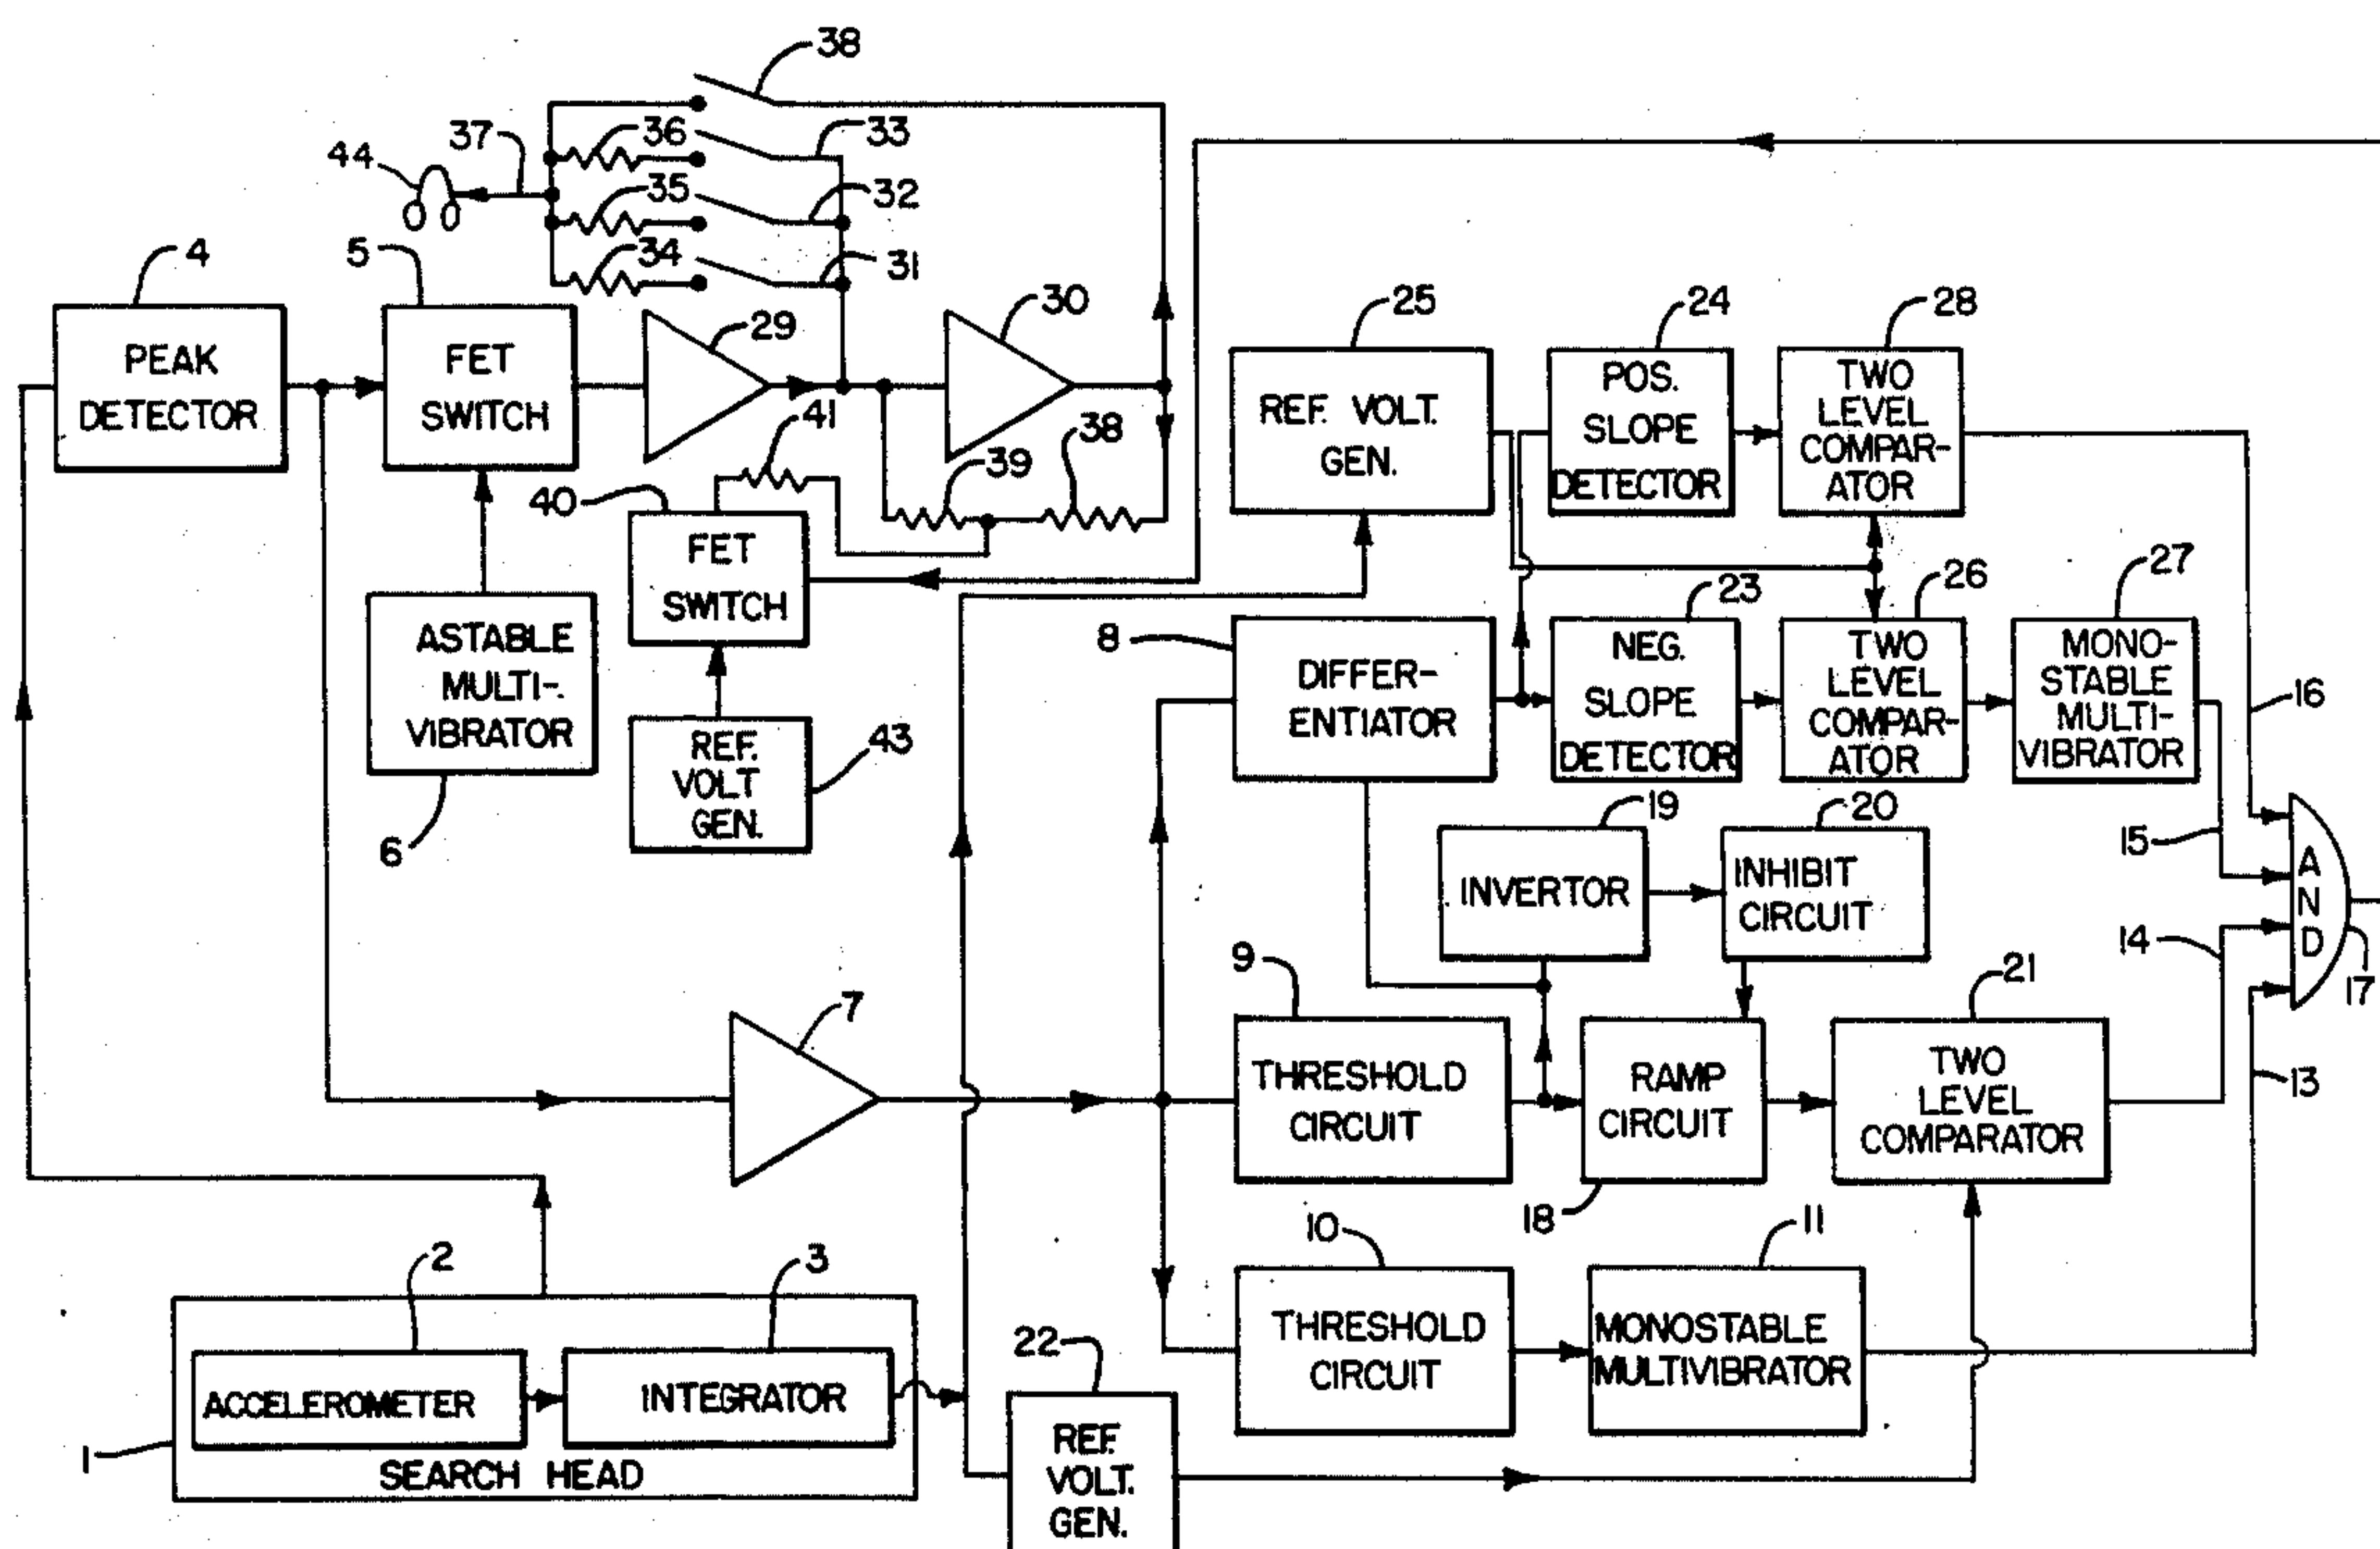 38
36
33
37
44
35
32
34
31
4
5
29
30
25
24
28
PEAK
DETECTOR
FET
SWITCH
41
39
38
REF. VOLT.
GEN.
POS.
SLOPE
DETECTOR
TWO
LEVEL
COMPAR-
ATOR
40
FET
SWITCH
ASTABLE
MULTI-
VIBRATOR
6
REF.
VOLT
GEN.
43
8
DIFFER-
ENTIATOR
23
NEG.
SLOPE
DETECTOR
26
TWO
LEVEL
COMPAR-
ATOR
27
MONO-
STABLE
MULTI-
VIBRATOR
16
15
14
13
AND
17
19
INVERTOR
20
INHIBIT
CIRCUIT
7
9
THRESHOLD
CIRCUIT
RAMP
CIRCUIT
18
21
TWO
LEVEL
COMPARATOR
10
THRESHOLD
CIRCUIT
11
MONOSTABLE
MULTIVIBRATOR
2
ACCELEROMETER
3
INTEGRATOR
1
SEARCH HEAD
22
REF.
VOLT.
GEN.